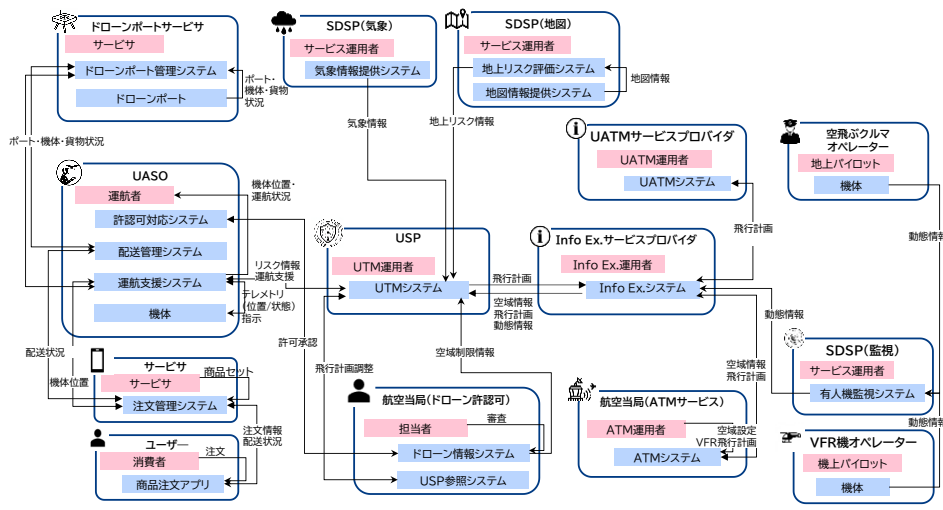 ドローンポートサービサ
サービサ
ドローンポート管理システム
ドローンポート
ポート・
機体・貨物
状況
SDSP(気象)
サービス運用者
気象情報提供システム
SDSP(地図)
サービス運用者
地上リスク評価システム
地図情報提供システム
地図情報
ポート・機体・貨物状況
気象情報
地上リスク情報
UATMサービスプロバイダ
UATM運用者
UATMシステム
空飛ぶクルマ
オペレーター
地上パイロット
機体
UASO
運航者
許認可対応システム
配送管理システム
運航支援システム
機体
機体位置・
運航状況
リスク情報
運航支援
テレメトリ
(位置/状態)
指示
USP
UTM運用者
UTMシステム
飛行計画
空域情報
飛行計画
動態情報
Info Ex.サービスプロバイダ
Info Ex.運用者
Info Ex.システム
飛行計画
動態情報
動態情報
配送状況
機体位置
許可承認
飛行計画調整
空域制限情報
空域情報
飛行計画
SDSP(監視)
サービス運用者
有人機監視システム
動態情報
サービサ
サービサ
注文管理システム
商品セット
注文情報
配送状況
ユーザー
消費者
商品注文アプリ
注文
航空当局(ドローン許認可)
担当者
審査
ドローン情報システム
USP参照システム
航空当局(ATMサービス)
ATM運用者
ATMシステム
空域設定
VFR飛行計画
VFR機オペレーター
機上パイロット
機体